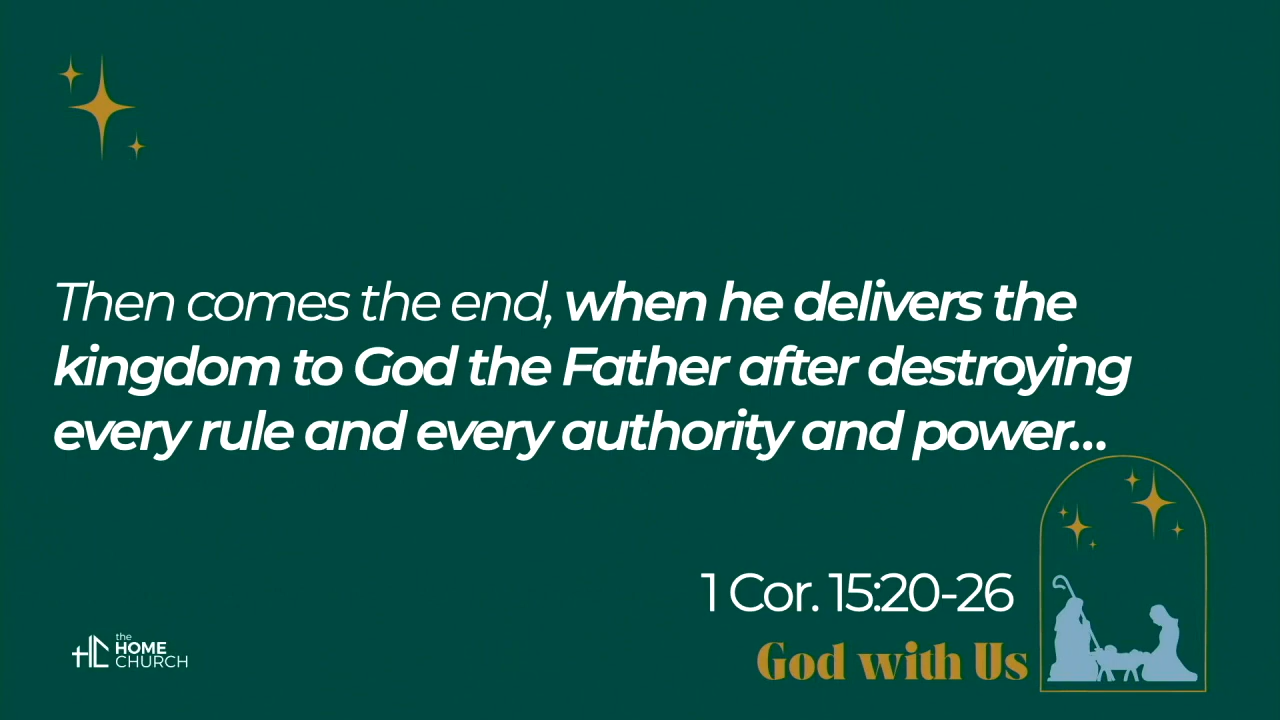 Then comes the end, when he delivers the
kingdom to God the Father after destroying
every rule and every authority and power...
1 Cor. 15:20-26
the
HOME
CHURCH
God with Us